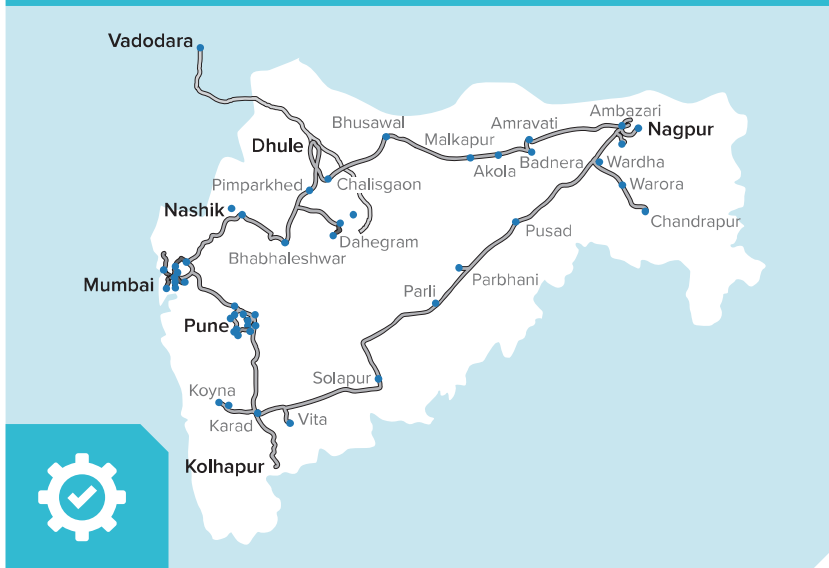 Vadodara
Ambazari
Bhusawal
Amravati
Nagpur
Malkapur
Dhule
Badnera
Wardha
Akola
Pimparkhed
Chalisgaon
Warora
Nashik
Chandrapur
Pusad
Dahegram
Bhabhaleshwar
Parbhani
Mumbai
Parli
Pune
Solapur
Koyna
Vita
Karad
Kolhapur